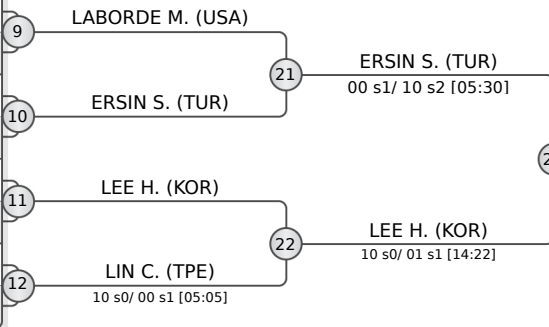 LABORDE M. (USA)
9
21
ERSIN S. (TUR)
00 s1/ 10 s2 [05:30]
ERSIN S. (TUR)
10
LEE H. (KOR)
11
22
LEE H. (KOR)
10 s0/ 01 s1 [14:22]
LIN C. (TPE)
12
10 s0/ 00 s1 [05:05]